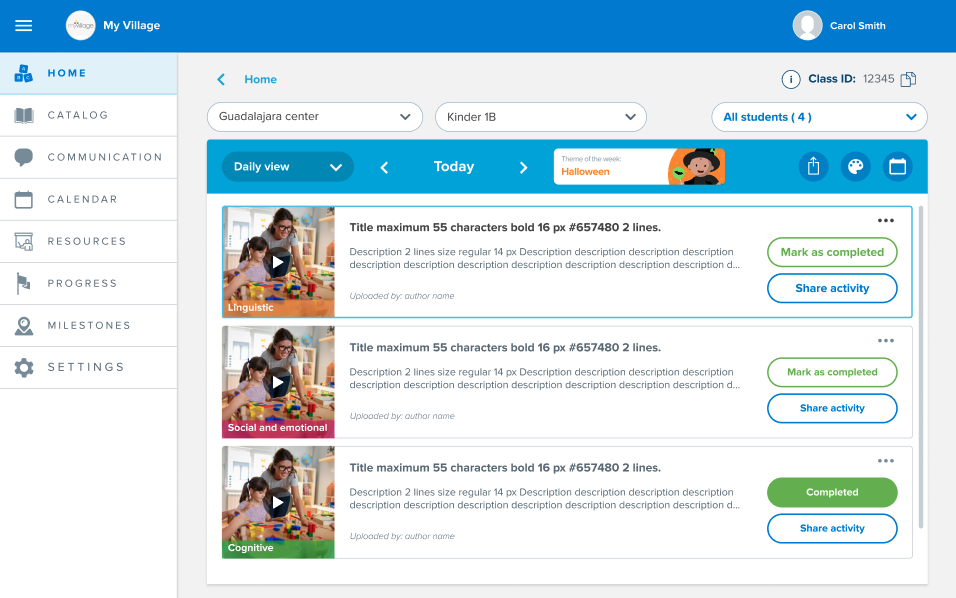 my village
My Village
Carol Smith
HOME
CATALOG
COMMUNICATION
CALENDAR
RESOURCES
PROGRESS
MILESTONES
SETTINGS
Home
i Class ID: 12345
Guadalajara center
Kinder 1B
All students ( 4 )
Daily view
Today
Theme of the week:
Halloween
Title maximum 55 characters bold 16 px #657480 2 lines.
Description 2 lines size regular 14 px Description description description description
description description description description description description description d...
Uploaded by: author name
Linguistic
Mark as completed
Share activity
Title maximum 55 characters bold 16 px #657480 2 lines.
Description 2 lines size regular 14 px Description description description description
description description description description description description description d...
Uploaded by: author name
Social and emotional
Mark as completed
Share activity
Title maximum 55 characters bold 16 px #657480 2 lines.
Description 2 lines size regular 14 px Description description description description
description description description description description description description d...
Uploaded by: author name
Cognitive
Completed
Share activity